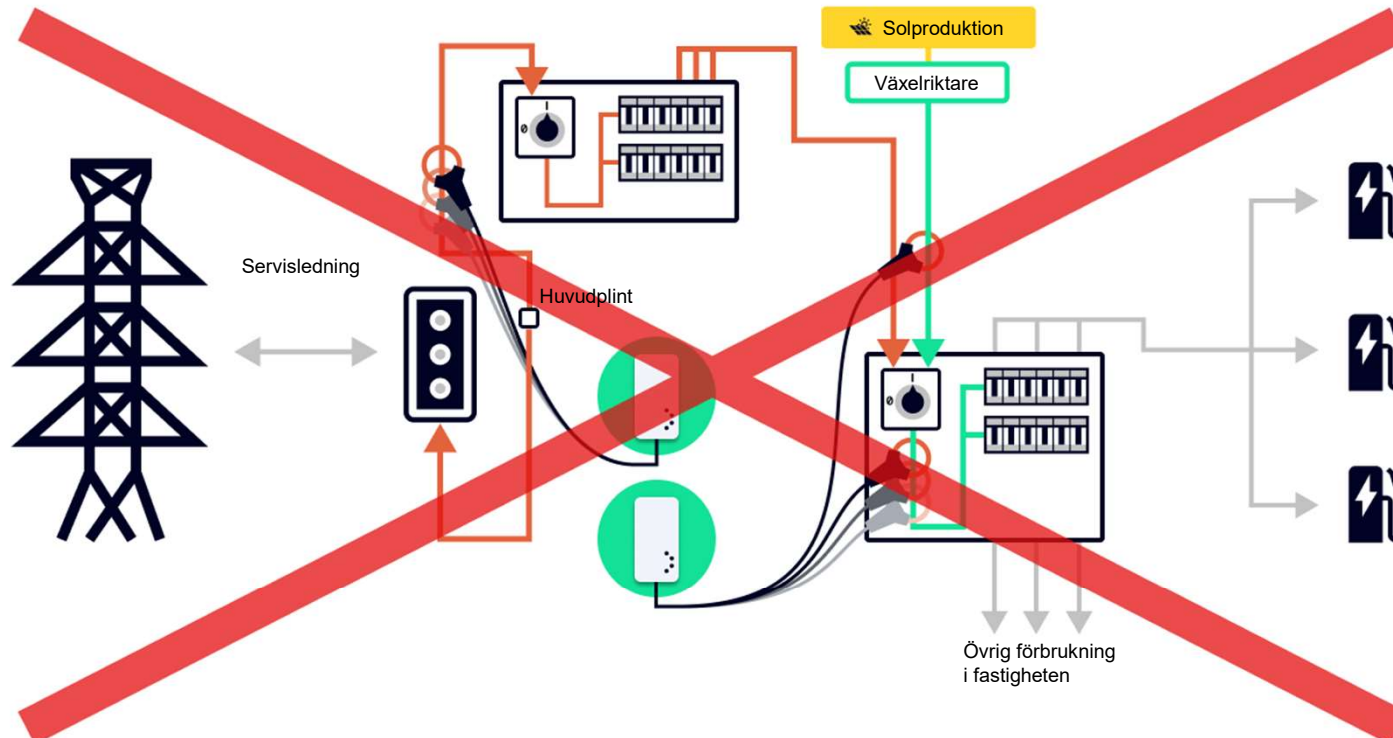 Solproduktion
Växelriktare
Servisledning
Huvudplint
Övrig förbrukning
i fastigheten